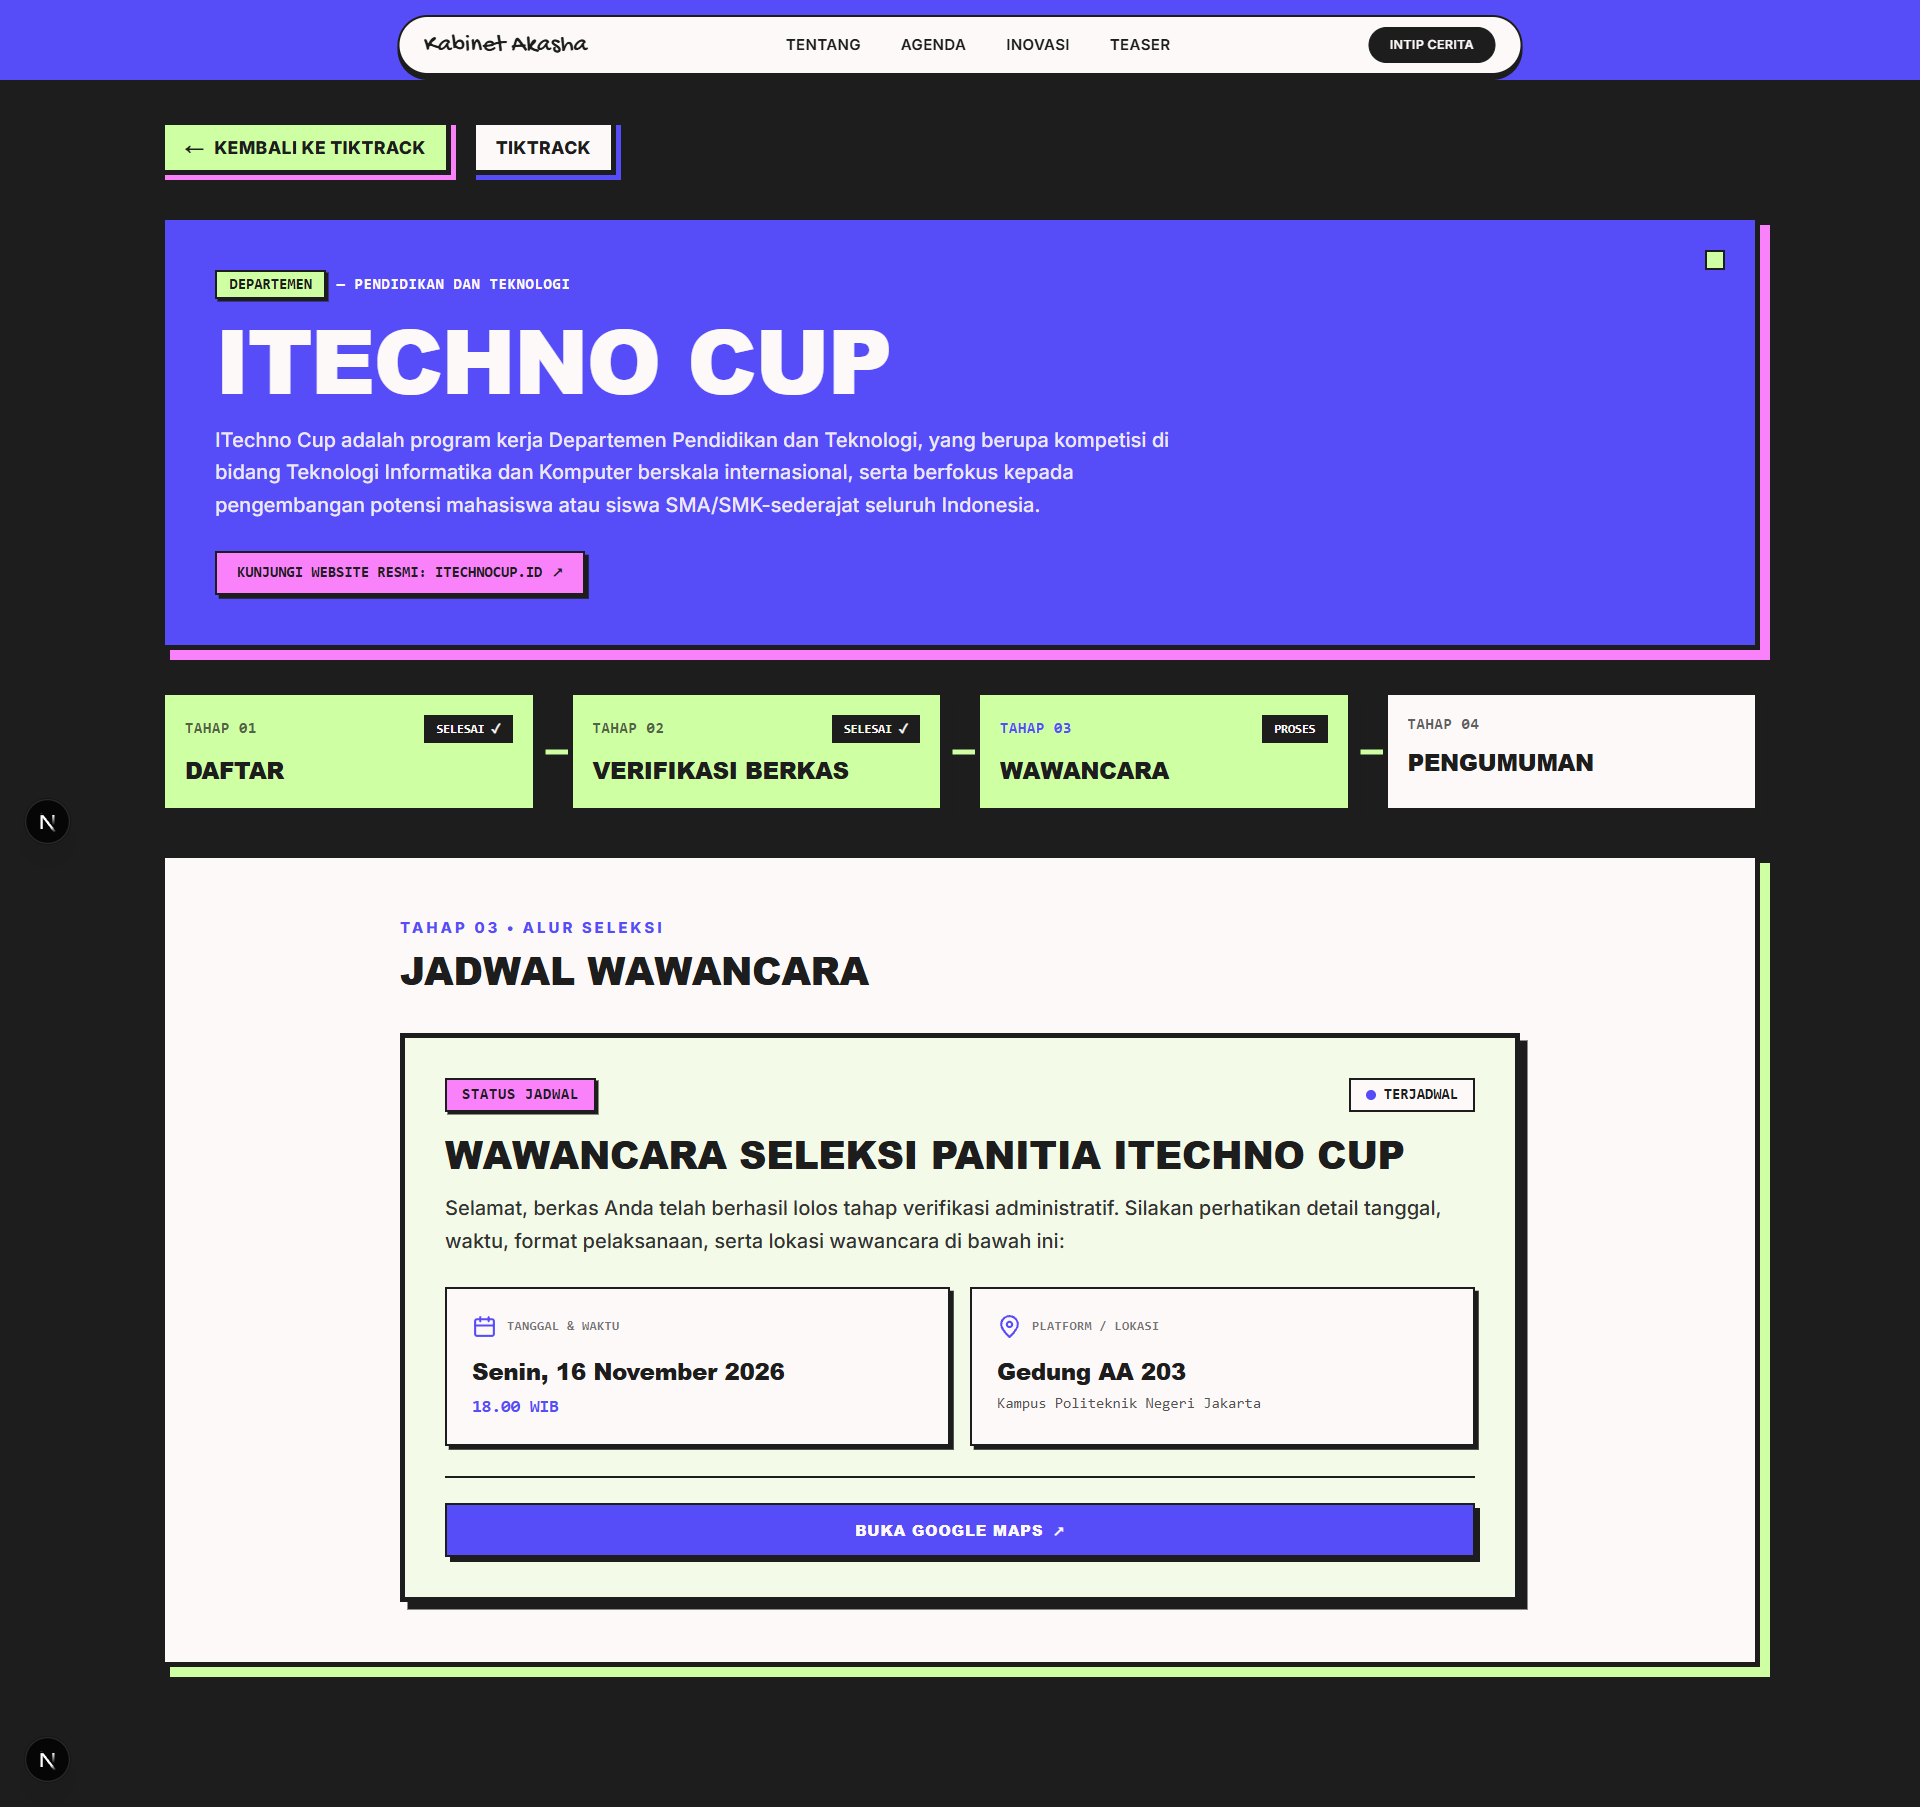 Kabinet Akasha
TENTANG
AGENDA
INOVASI
TEASER
INTIP CERITA
← KEMBALI KE TIKTRACK
TIKTRACK
DEPARTEMEN — PENDIDIKAN DAN TEKNOLOGI
ITECHNO CUP
ITechno Cup adalah program kerja Departemen Pendidikan dan Teknologi, yang berupa kompetisi di
bidang Teknologi Informatika dan Komputer berskala internasional, serta berfokus kepada
pengembangan potensi mahasiswa atau siswa SMA/SMK-sederajat seluruh Indonesia.
KUNJUNGI WEBSITE RESMI: ITECHNOCUP.ID ↗
TAHAP 01
SELESAI ✓
DAFTAR
TAHAP 02
SELESAI ✓
VERIFIKASI BERKAS
TAHAP 03
PROSES
WAWANCARA
TAHAP 04
PENGUMUMAN
N
TAHAP 03 • ALUR SELEKSI
JADWAL WAWANCARA
STATUS JADWAL
TERJADWAL
WAWANCARA SELEKSI PANITIA ITECHNO CUP
Selamat, berkas Anda telah berhasil lolos tahap verifikasi administratif. Silakan perhatikan detail tanggal,
waktu, format pelaksanaan, serta lokasi wawancara di bawah ini:
TANGGAL & WAKTU
Senin, 16 November 2026
18.00 WIB
PLATFORM / LOKASI
Gedung AA 203
Kampus Politeknik Negeri Jakarta
BUKA GOOGLE MAPS ↗
N